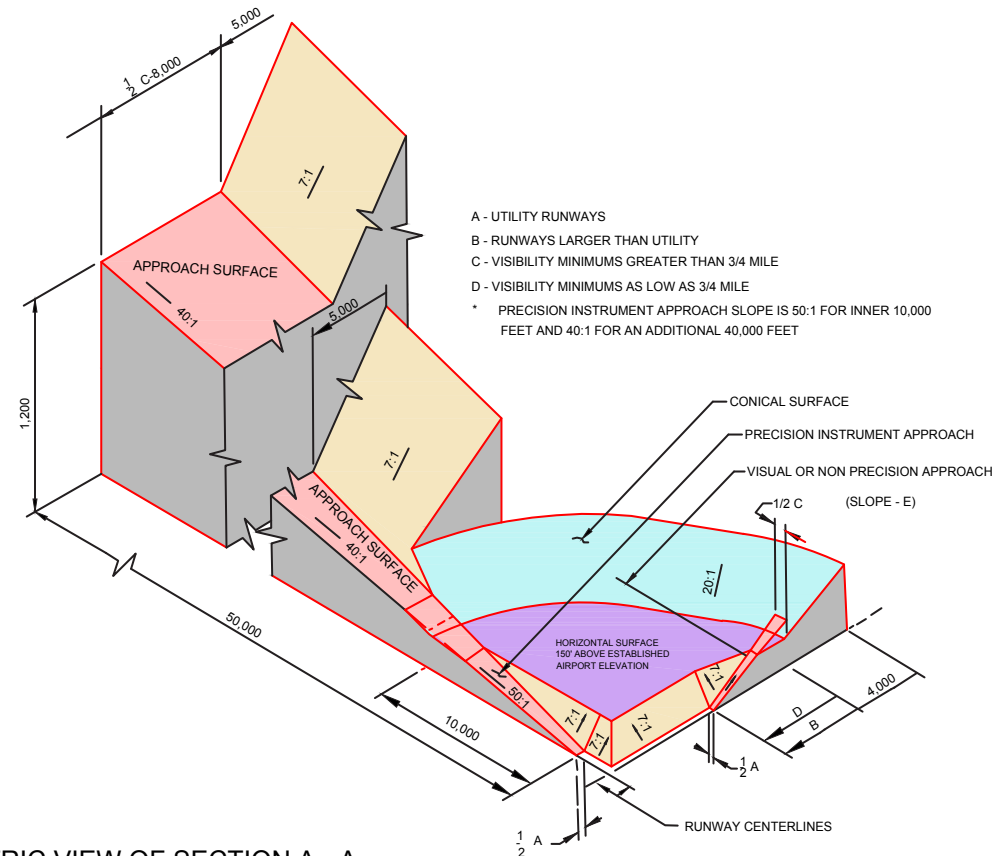 5,000
1/2 C-8,000
7:1
A - UTILITY RUNWAYS
B - RUNWAYS LARGER THAN UTILITY
C - VISIBILITY MINIMUMS GREATER THAN 3/4 MILE
D - VISIBILITY MINIMUMS AS LOW AS 3/4 MILE
* PRECISION INSTRUMENT APPROACH SLOPE IS 50:1 FOR INNER 10,000
FEET AND 40:1 FOR AN ADDITIONAL 40,000 FEET
APPROACH SURFACE
40:1
5,000
1,200
CONICAL SURFACE
PRECISION INSTRUMENT APPROACH
VISUAL OR NON PRECISION APPROACH
(SLOPE - E)
1/2 C
7:1
APPROACH SURFACE
40:1
20:1
HORIZONTAL SURFACE
150' ABOVE ESTABLISHED
AIRPORT ELEVATION
50,000
50:1
7:1
7:1
7:1
7:1
10,000
4,000
D
B
1/2 A
1/2 A
RUNWAY CENTERLINES
RIC VIEW OF SECTION A - A